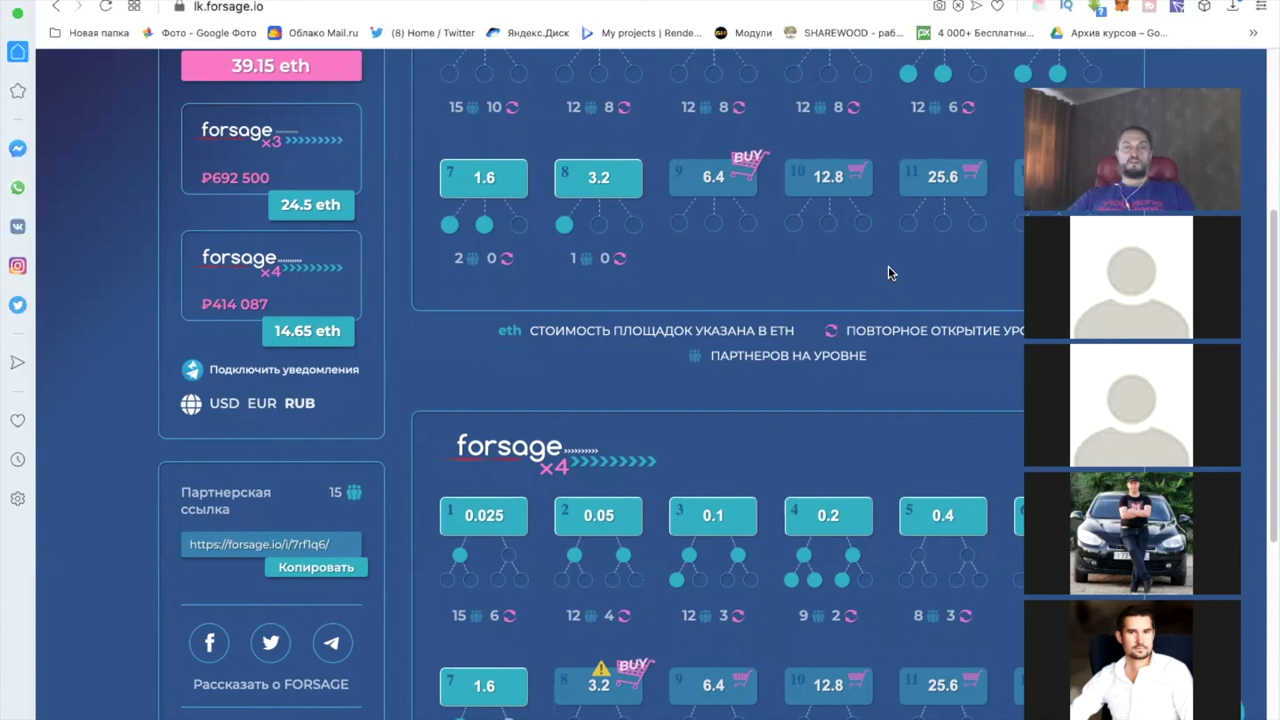 lk.forsage.io
Новая папка
Фото - Google Фото
Облако Mail.ru
(8) Home / Twitter
Яндекс.Диск
My projects | Rende...
Модули
SHAREWOOD - раб...
4 000+ Бесплатны...
Архив курсов – Go...
39.15 eth
forsage
x3
₽692 500
24.5 eth
forsage
x4
₽414 087
14.65 eth
Подключить уведомления
USD EUR RUB
Партнерская 15
ссылка
https://forsage.io/i/7rf1q6/
Копировать
Рассказать о FORSAGE
15 10 12 8 12 8 12 8 12 6
7 1.6 8 3.2 9 6.4 BUY 10 12.8 11 25.6
2 0 1 0
eth СТОИМОСТЬ ПЛОЩАДОК УКАЗАНА В ETH ПОВТОРНОЕ ОТКРЫТИЕ УРО
ПАРТНЕРОВ НА УРОВНЕ
forsage
x4
1 0.025 2 0.05 3 0.1 4 0.2 5 0.4
15 6 12 4 12 3 9 2 8 3
7 1.6 8 3.2 BUY 9 6.4 10 12.8 11 25.6